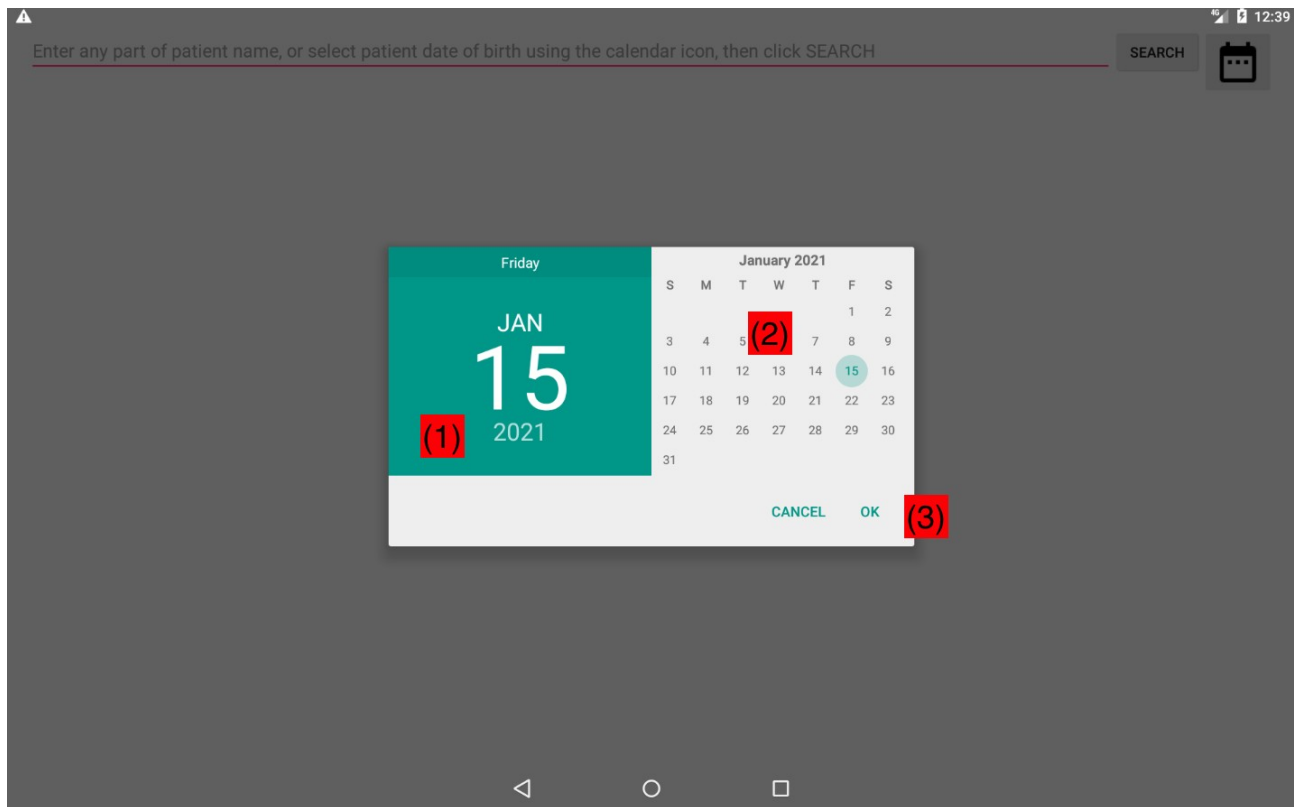 4G 12:39
Enter any part of patient name, or select patient date of birth using the calendar icon, then click SEARCH
SEARCH
Friday
JAN
15
2021
(1)
January 2021
S M T W T F S
1 2
3 4 5 (2) 7 8 9
10 11 12 13 14 15 16
17 18 19 20 21 22 23
24 25 26 27 28 29 30
31
CANCEL OK (3)